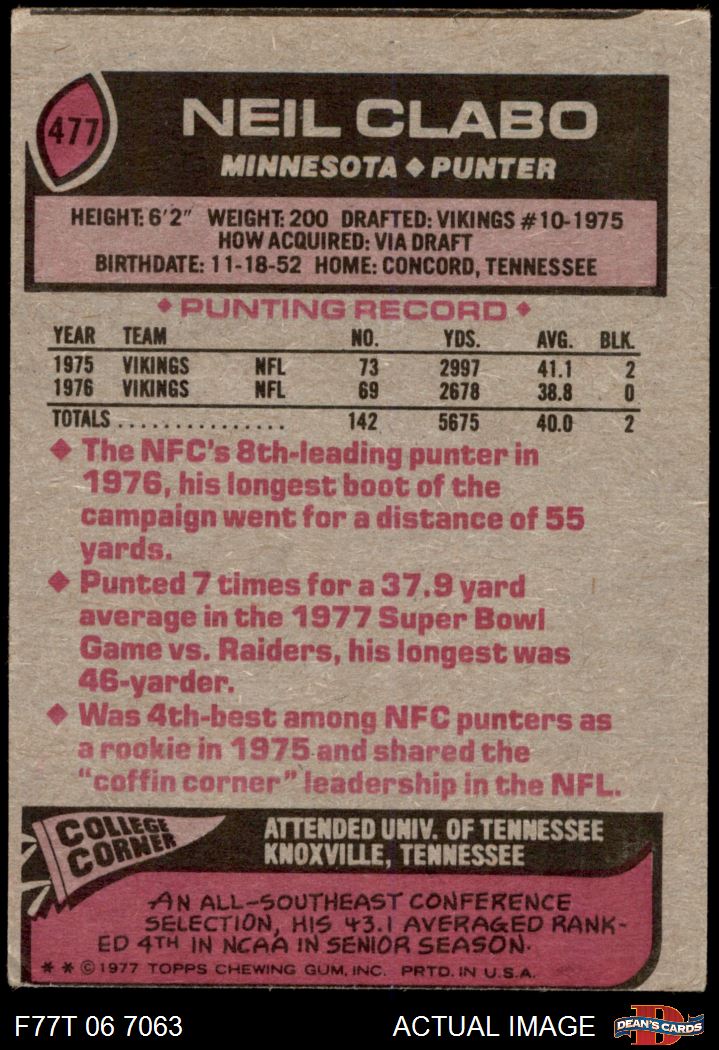 477
NEIL CLABO
MINNESOTA ◆ PUNTER
HEIGHT: 6'2" WEIGHT: 200 DRAFTED: VIKINGS #10-1975
HOW ACQUIRED: VIA DRAFT
BIRTHDATE: 11-18-52 HOME: CONCORD, TENNESSEE
◆ PUNTING RECORD ◆
YEAR TEAM NO. YDS. AVG. BLK.
1975 VIKINGS NFL 73 2997 41.1 2
1976 VIKINGS NFL 69 2678 38.8 0
TOTALS............... 142 5675 40.0 2
◆ The NFC's 8th-leading punter in
1976, his longest boot of the
campaign went for a distance of 55
yards.
◆ Punted 7 times for a 37.9 yard
average in the 1977 Super Bowl
Game vs. Raiders, his longest was
46-yarder.
◆ Was 4th-best among NFC punters as
a rookie in 1975 and shared the
"coffin corner" leadership in the NFL.
COLLEGE
CORNER
ATTENDED UNIV. OF TENNESSEE
KNOXVILLE, TENNESSEE
AN ALL-SOUTHEAST CONFERENCE
SELECTION, HIS 43.1 AVERAGED RANK-
ED 4TH IN NCAA IN SENIOR SEASON.
* * © 1977 TOPPS CHEWING GUM, INC. PRTD. IN U.S.A.
F77T 06 7063 ACTUAL IMAGE
D
DEAN'S CARDS